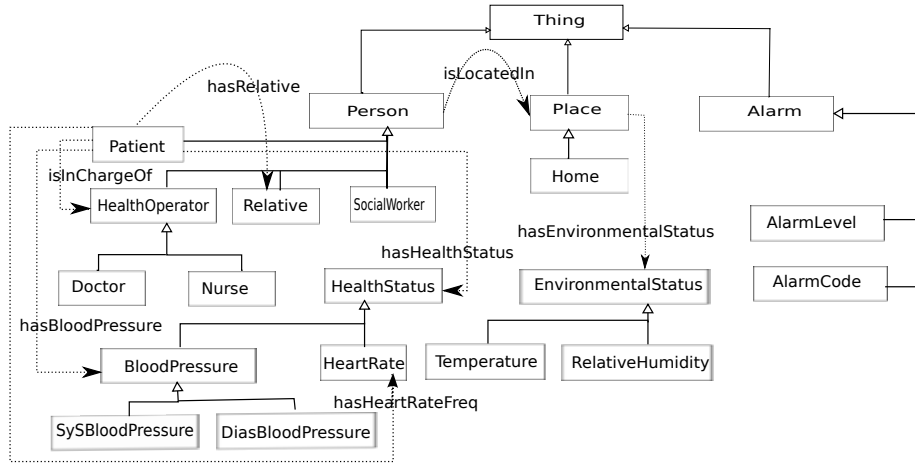 Thing
isLocatedIn
hasRelative
Person
Place
Alarm
Patient
isInChargeOf
Home
HealthOperator
Relative
SocialWorker
AlarmLevel
hasEnvironmentalStatus
hasHealthStatus
Doctor
Nurse
HealthStatus
EnvironmentalStatus
AlarmCode
hasBloodPressure
BloodPressure
HeartRate
Temperature
RelativeHumidity
hasHeartRateFreq
SySBloodPressure
DiasBloodPressure